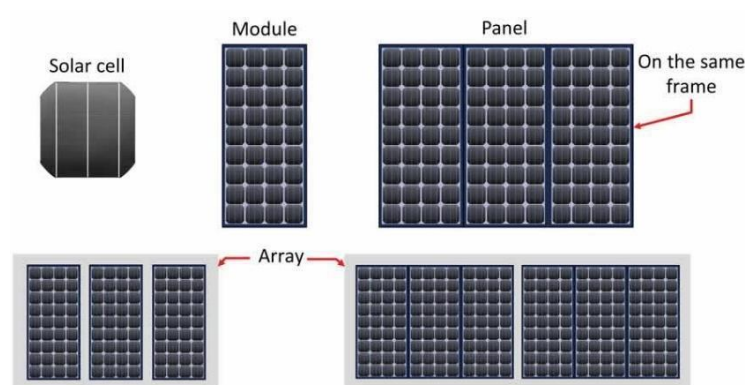 Module
Panel
Solar cell
On the same
frame
Array